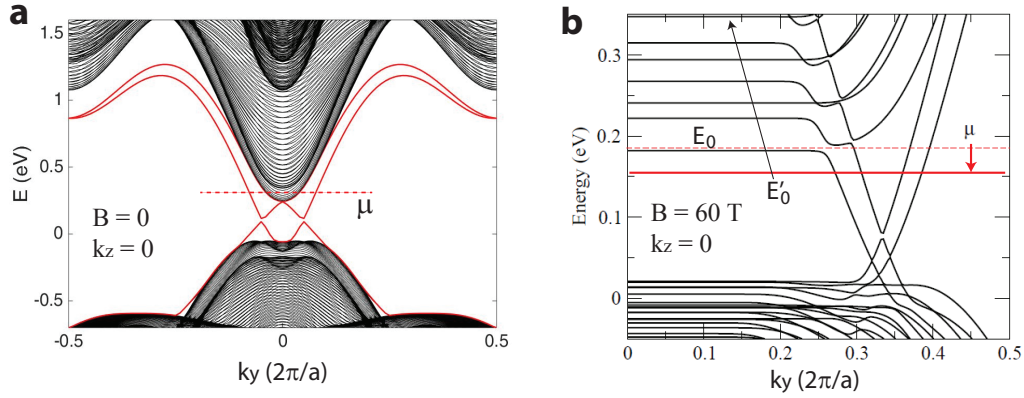 a
1.5
1
0.5
0
-0.5
E (eV)
μ
B = 0
kz = 0
-0.5
0
0.5
ky (2π/a)
b
0.3
0.2
0.1
0
Energy (eV)
E0
E'0
μ
B = 60 T
kz = 0
0
0.1
0.2
0.3
0.4
0.5
ky (2π/a)